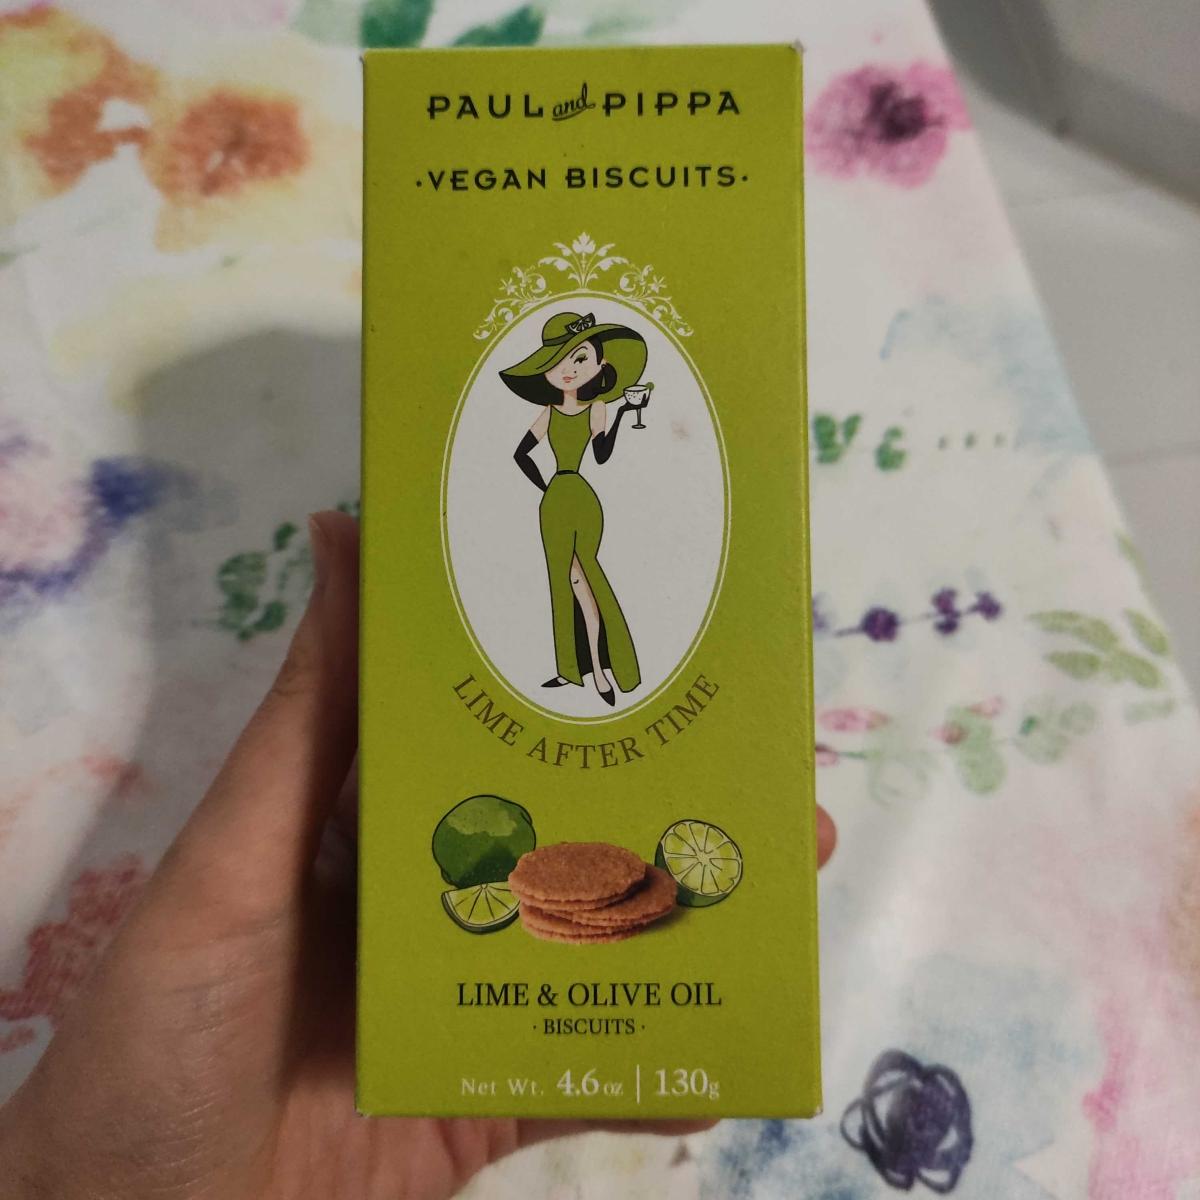 PAUL and PIPPA
·VEGAN BISCUITS·
LIME AFTER TIME
LIME & OLIVE OIL
· BISCUITS ·
Net Wt. 4.6 oz | 130g